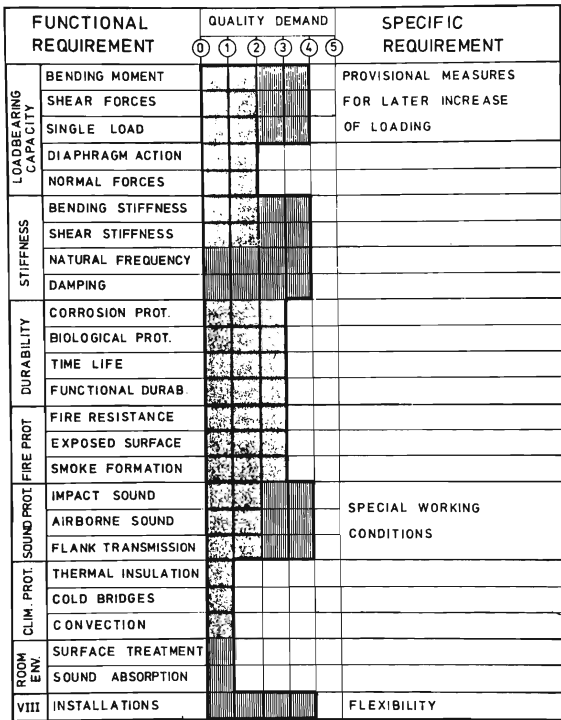 FUNCTIONAL REQUIREMENT
QUALITY DEMAND
0 1 2 3 4 5
SPECIFIC REQUIREMENT
LOADBEARING CAPACITY
BENDING MOMENT
SHEAR FORCES
SINGLE LOAD
DIAPHRAGM ACTION
NORMAL FORCES
PROVISIONAL MEASURES
FOR LATER INCREASE
OF LOADING
STIFFNESS
BENDING STIFFNESS
SHEAR STIFFNESS
NATURAL FREQUENCY
DAMPING
DURABILITY
CORROSION PROT.
BIOLOGICAL PROT.
TIME LIFE
FUNCTIONAL DURAB.
FIRE PROT
FIRE RESISTANCE
EXPOSED SURFACE
SMOKE FORMATION
SOUND PROT.
IMPACT SOUND
AIRBORNE SOUND
FLANK TRANSMISSION
SPECIAL WORKING
CONDITIONS
CLIM. PROT.
THERMAL INSULATION
COLD BRIDGES
CONVECTION
ROOM ENV.
SURFACE TREATMENT
SOUND ABSORPTION
VIII INSTALLATIONS
FLEXIBILITY